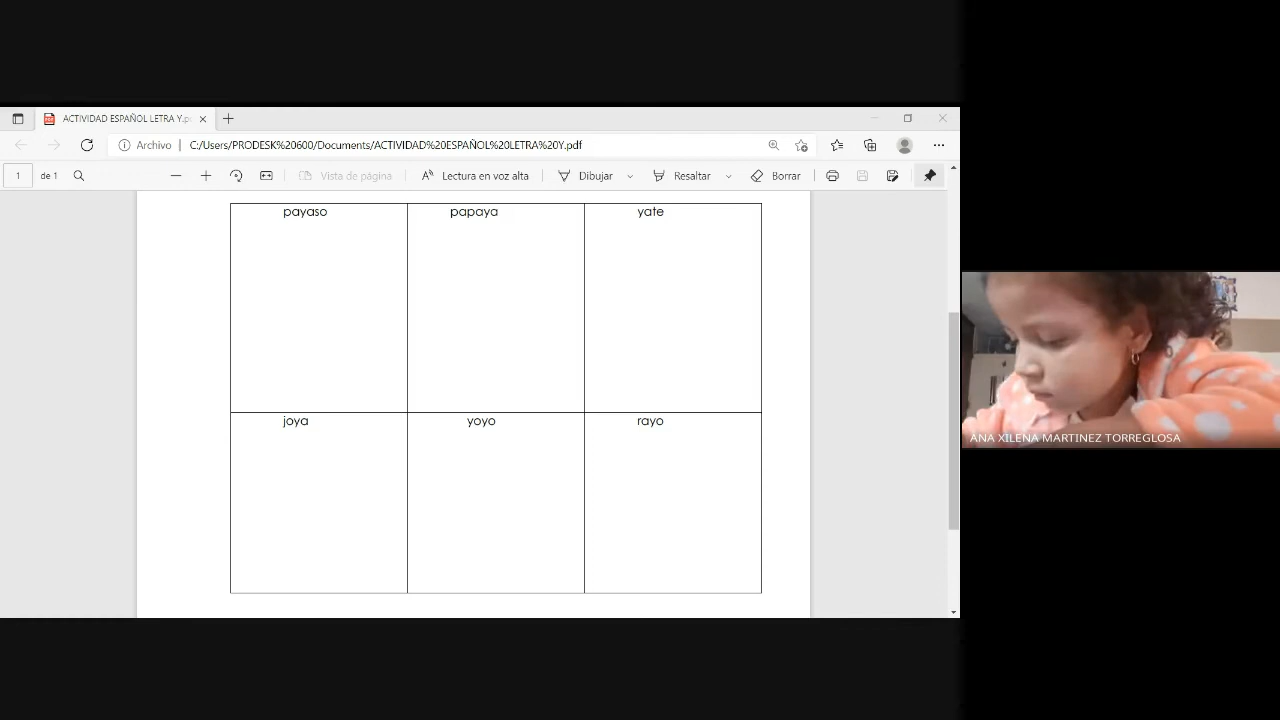 ACTIVIDAD ESPAÑOL LETRA Y.p
Archivo C:/Users/PRODESK%20600/Documents/ACTIVIDAD%20ESPAÑOL%20LETRA%20Y.pdf
1 de 1 Vista de página Lectura en voz alta Dibujar Resaltar Borrar
payaso papaya yate
joya yoyo rayo
ANA XILENA MARTINEZ TORREGLOSA